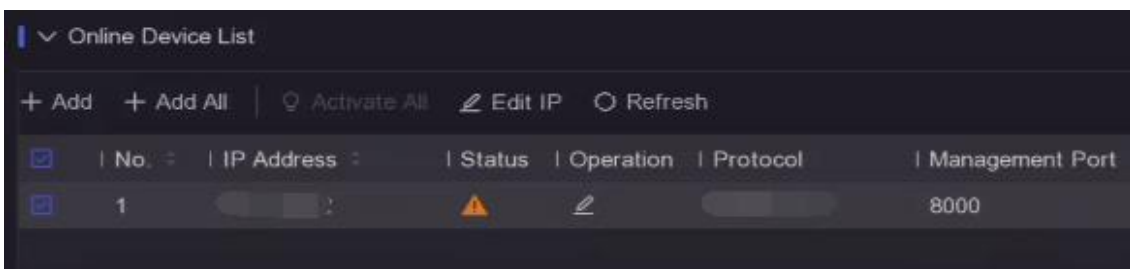 Online Device List
+ Add + Add All Activate All Edit IP Refresh
No. IP Address Status Operation Protocol Management Port
1 8000